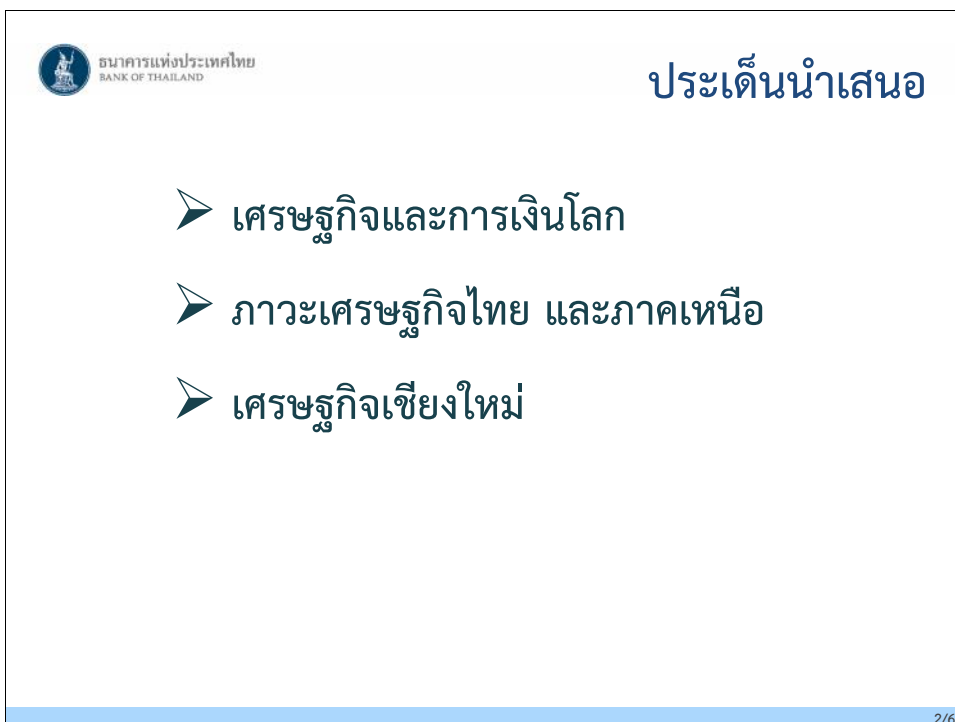 ธนาคารแห่งประเทศไทย
BANK OF THAILAND
ประเด็นนำเสนอ
➢ เศรษฐกิจและการเงินโลก
➢ ภาวะเศรษฐกิจไทย และภาคเหนือ
➢ เศรษฐกิจเชียงใหม่
2/6